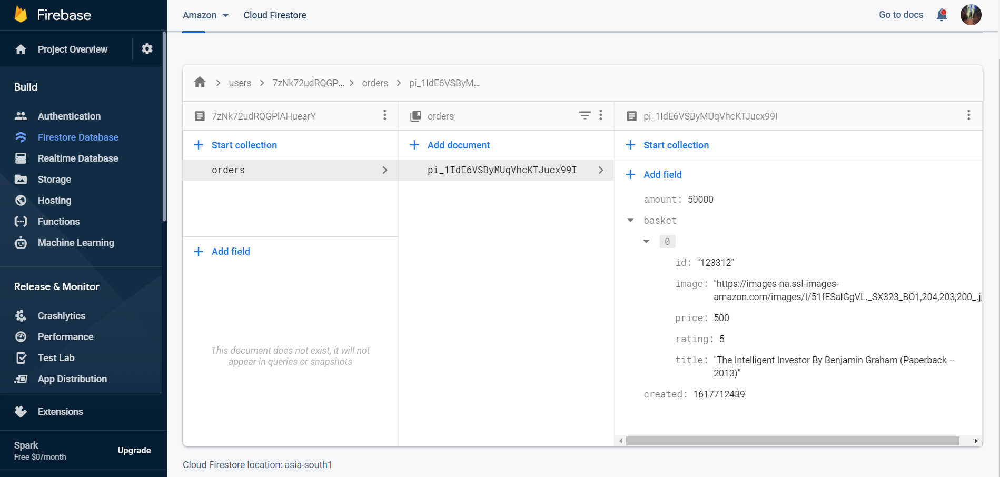 Firebase
Project Overview
Build
Authentication
Firestore Database
Realtime Database
Storage
Hosting
Functions
Machine Learning
Release & Monitor
Crashlytics
Performance
Test Lab
App Distribution
Extensions
Spark
Free $0/month
Upgrade
Amazon
Cloud Firestore
Go to docs
users
7zNk72udRQGP...
orders
pi_1IdE6VSByM...
7zNk72udRQGPlAHuearY
Start collection
orders
Add field
This document does not exist, it will not
appear in queries or snapshots
orders
Add document
pi_1IdE6VSByMUqVhcKTJucx99I
pi_1IdE6VSByMUqVhcKTJucx99I
Start collection
Add field
amount: 50000
basket
0
id: "123312"
image: "https://images-na.ssl-images-
amazon.com/images/I/51fESaIGgVL._SX323_BO1,204,203,200_.j
price: 500
rating: 5
title: "The Intelligent Investor By Benjamin Graham (Paperback –
2013)"
created: 1617712439
Cloud Firestore location: asia-south1